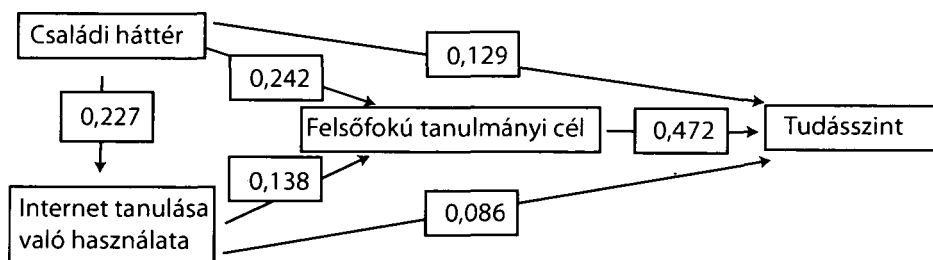 Családi háttér
0,129
0,242
0,227
Felsőfokú tanulmányi cél
0,472
Tudásszint
0,138
Internet tanulása
való használata
0,086